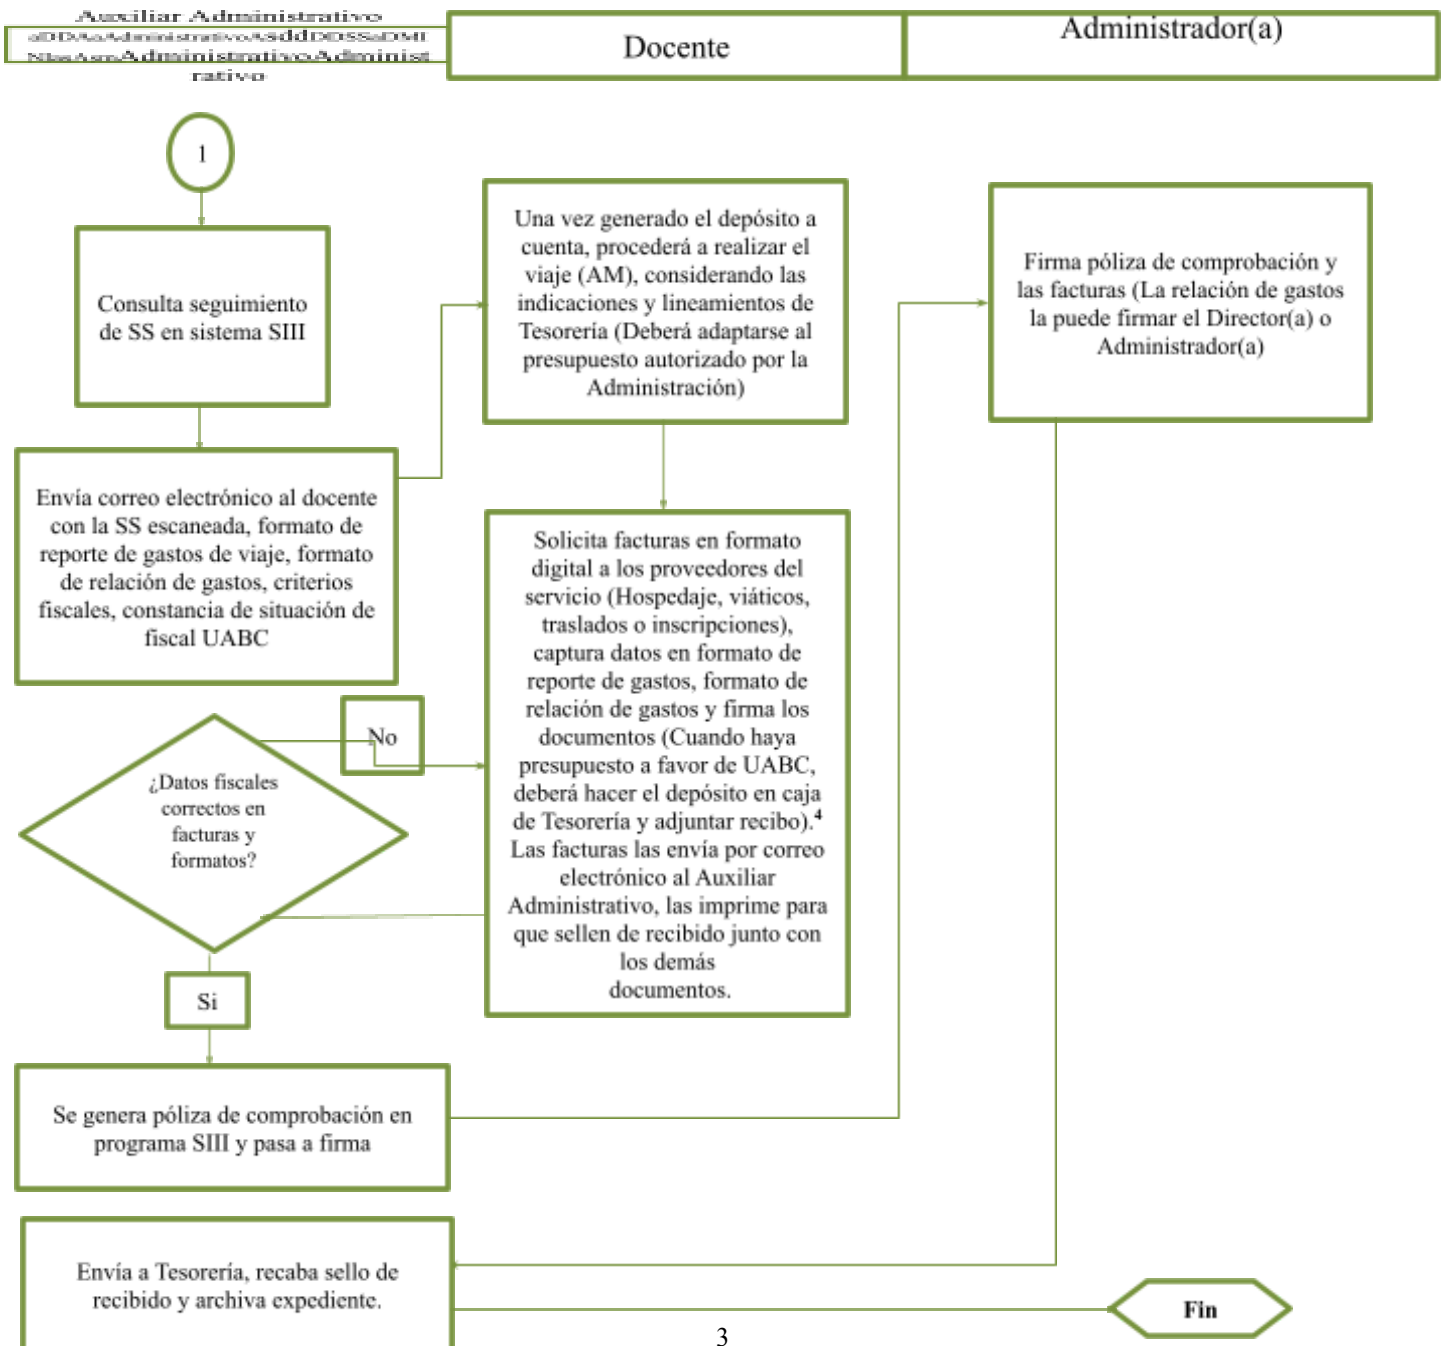 Auxiliar Administrativo
rativo
Docente
Administrador(a)
1
Consulta seguimiento
de SS en sistema SIII
Envía correo electrónico al docente
con la SS escaneada, formato de
reporte de gastos de viaje, formato
de relación de gastos, criterios
fiscales, constancia de situación de
fiscal UABC
No
¿Datos fiscales
correctos en
facturas y
formatos?
Si
Se genera póliza de comprobación en
programa SIII y pasa a firma
Envía a Tesorería, recaba sello de
recibido y archiva expediente.
Una vez generado el depósito a
cuenta, procederá a realizar el
viaje (AM), considerando las
indicaciones y lineamientos de
Tesorería (Deberá adaptarse al
presupuesto autorizado por la
Administración)
Solicita facturas en formato
digital a los proveedores del
servicio (Hospedaje, viáticos,
traslados o inscripciones),
captura datos en formato de
reporte de gastos, formato de
relación de gastos y firma los
documentos (Cuando haya
presupuesto a favor de UABC,
deberá hacer el depósito en caja
de Tesorería y adjuntar recibo).⁴
Las facturas las envía por correo
electrónico al Auxiliar
Administrativo, las imprime para
que sellen de recibido junto con
los demás
documentos.
Firma póliza de comprobación y
las facturas (La relación de gastos
la puede firmar el Director(a) o
Administrador(a)
Fin
3